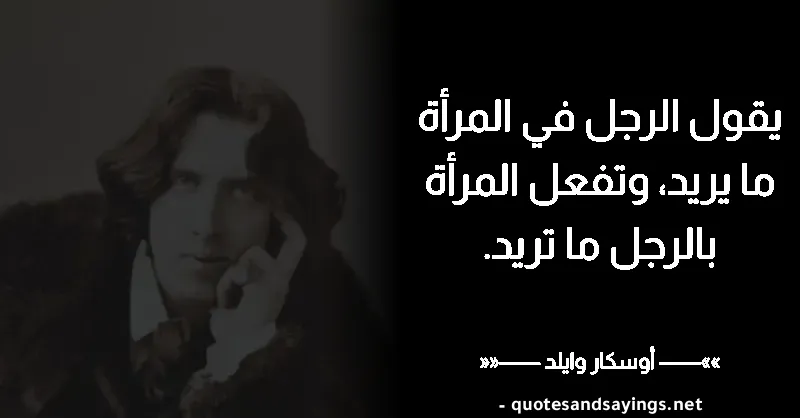 يقول الرجل في المرأة
ما يريد، وتفعل المرأة
بالرجل ما تريد.
»»—— أوسكار وايلد ——««
- quotesandsayings.net